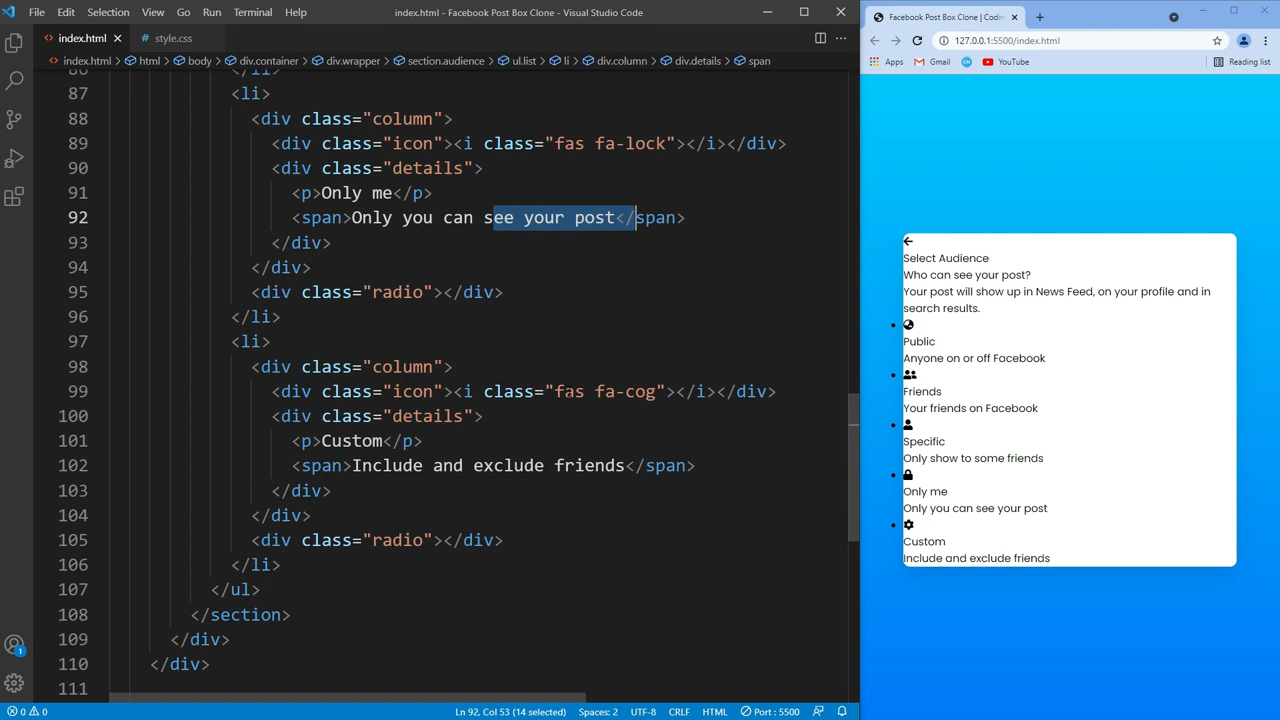 File Edit Selection View Go Run Terminal Help index.html - Facebook Post Box Clone - Visual Studio Code
index.html style.css
index.html > html > body > div.container > div.wrapper > section.audience > ul.list > li > div.column > div.details > span
86 </li>
87 <li>
88 <div class="column">
89 <div class="icon"><i class="fas fa-lock"></i></div>
90 <div class="details">
91 <p>Only me</p>
92 <span>Only you can see your post</span>
93 </div>
94 </div>
95 <div class="radio"></div>
96 </li>
97 <li>
98 <div class="column">
99 <div class="icon"><i class="fas fa-cog"></i></div>
100 <div class="details">
101 <p>Custom</p>
102 <span>Include and exclude friends</span>
103 </div>
104 </div>
105 <div class="radio"></div>
106 </li>
107 </ul>
108 </section>
109 </div>
110 </div>
111
1
0 0 Ln 92, Col 53 (14 selected) Spaces: 2 UTF-8 CRLF HTML Port : 5500
Facebook Post Box Clone | Codin
127.0.0.1:5500/index.html
Apps Gmail YouTube Reading list
Select Audience
Who can see your post?
Your post will show up in News Feed, on your profile and in
search results.
Public
Anyone on or off Facebook
Friends
Your friends on Facebook
Specific
Only show to some friends
Only me
Only you can see your post
Custom
Include and exclude friends